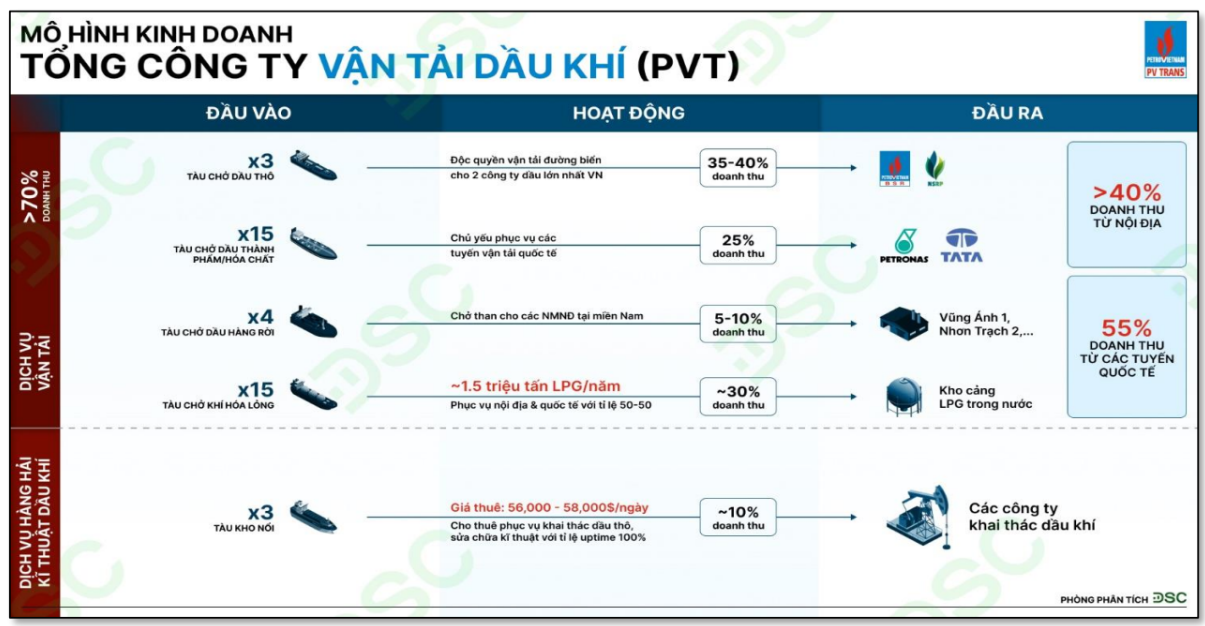 MÔ HÌNH KINH DOANH
TỔNG CÔNG TY VẬN TẢI DẦU KHÍ (PVT)
PETROVIETNAM
PV TRANS
ĐẦU VÀO
HOẠT ĐỘNG
ĐẦU RA
>70%
DOANH THU
DỊCH VỤ
VẬN TẢI
x3
TÀU CHỞ DẦU THÔ
Độc quyền vận tải đường biển
cho 2 công ty dầu lớn nhất VN
35-40%
doanh thu
PETROVIETNAM
BSR
NSRP
>40%
DOANH THU
TỪ NỘI ĐỊA
x15
TÀU CHỞ DẦU THÀNH
PHẨM/HÓA CHẤT
Chủ yếu phục vụ các
tuyến vận tải quốc tế
25%
doanh thu
PETRONAS
TATA
x4
TÀU CHỞ DẦU HÀNG RỜI
Chở than cho các NMNĐ tại miền Nam
5-10%
doanh thu
Vũng Ánh 1,
Nhơn Trạch 2,...
55%
DOANH THU
TỪ CÁC TUYẾN
QUỐC TẾ
x15
TÀU CHỞ KHÍ HÓA LỎNG
~1.5 triệu tấn LPG/năm
Phục vụ nội địa & quốc tế với tỉ lệ 50-50
~30%
doanh thu
Kho cảng
LPG trong nước
DỊCH VỤ HÀNG HẢI
KĨ THUẬT DẦU KHÍ
x3
TÀU KHO NỔI
Giá thuê: 56,000 - 58,000$/ngày
Cho thuê phục vụ khai thác dầu thô,
sửa chữa kĩ thuật với tỉ lệ uptime 100%
~10%
doanh thu
Các công ty
khai thác dầu khí
PHÒNG PHÂN TÍCH DSC